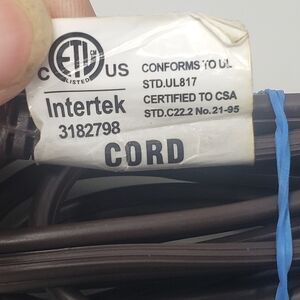 C ETL US
LISTED
Intertek
3182798
CONFORMS TO UL
STD.UL817
CERTIFIED TO CSA
STD.C22.2 No.21-95
CORD